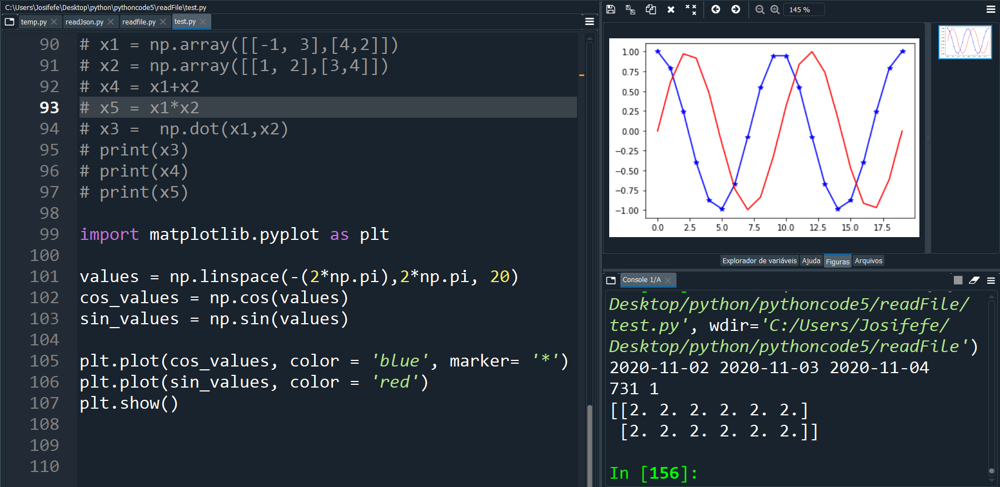 C:\Users\Josifefe\Desktop\python\pythoncode5\readFile\test.py
temp.py readJson.py readfile.py test.py
90 # x1 = np.array([[-1, 3],[4,2]])
91 # x2 = np.array([[1, 2],[3,4]])
92 # x4 = x1+x2
93 # x5 = x1*x2
94 # x3 =  np.dot(x1,x2)
95 # print(x3)
96 # print(x4)
97 # print(x5)
98
99 import matplotlib.pyplot as plt
100
101 values = np.linspace(-(2*np.pi),2*np.pi, 20)
102 cos_values = np.cos(values)
103 sin_values = np.sin(values)
104
105 plt.plot(cos_values, color = 'blue', marker= '*')
106 plt.plot(sin_values, color = 'red')
107 plt.show()
108
109
110
145 %
1.00
0.75
0.50
0.25
0.00
−0.25
−0.50
−0.75
−1.00
0.0 2.5 5.0 7.5 10.0 12.5 15.0 17.5
Explorador de variáveis Ajuda Figuras Arquivos
Console 1/A
Desktop/python/pythoncode5/readFile/
test.py', wdir='C:/Users/Josifefe/
Desktop/python/pythoncode5/readFile')
2020-11-02 2020-11-03 2020-11-04
731 1
[[2. 2. 2. 2. 2. 2.]
 [2. 2. 2. 2. 2. 2.]]
In [156]: